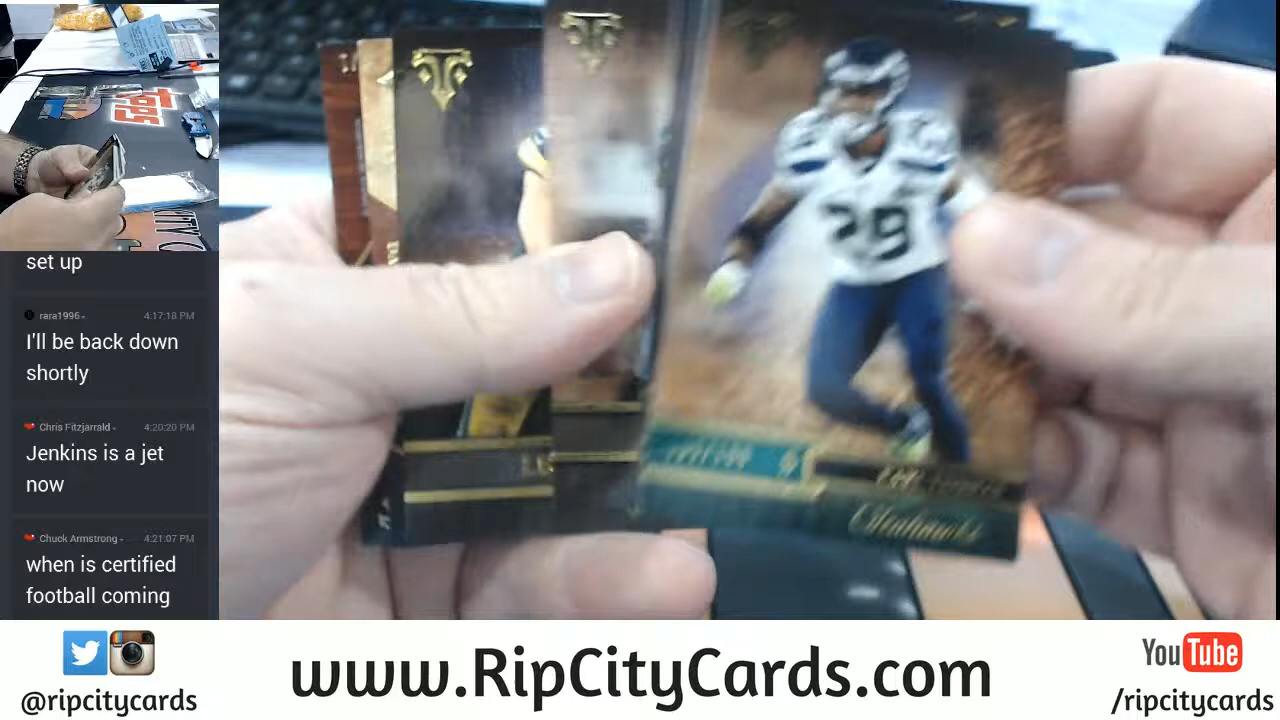 TOPPS
set up
rara1996- 4:17:18 PM
I'll be back down
shortly
Chris Fitzjarrald- 4:20:20 PM
Jenkins is a jet
now
Chuck Armstrong- 4:21:07 PM
when is certified
football coming
29
Seahawks
@ripcitycards
www.RipCityCards.com
YouTube
/ripcitycards